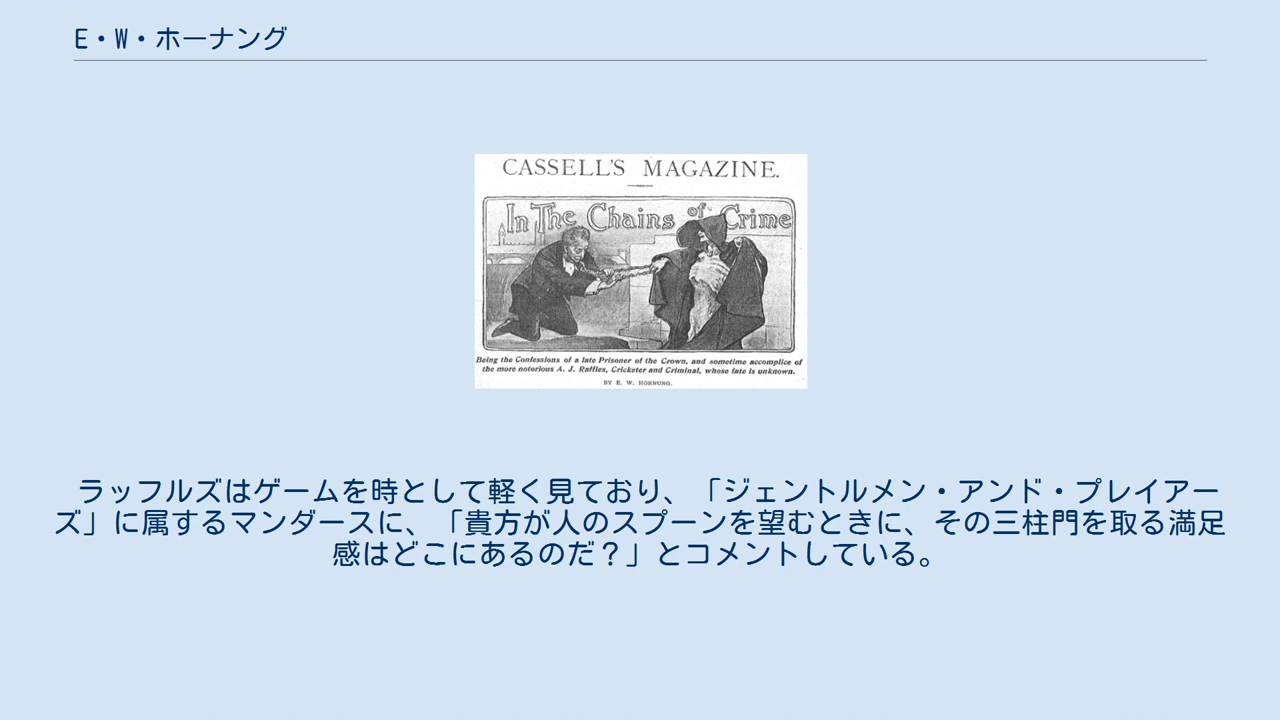 E・W・ホーナング
CASSELL'S MAGAZINE.
In The Chains of Crime
Being the Confessions of a late Prisoner of the Crown, and sometime accomplice of
the more notorious A. J. Raffles, Cricketer and Criminal, whose fate is unknown.
BY E. W. HORNUNG.
ラッフルズはゲームを時として軽く見ており、「ジェントルメン・アンド・プレイアー
ズ」に属するマンダースに、「貴方が人のスプーンを望むときに、その三柱門を取る満足
感はどこにあるのだ？」とコメントしている。